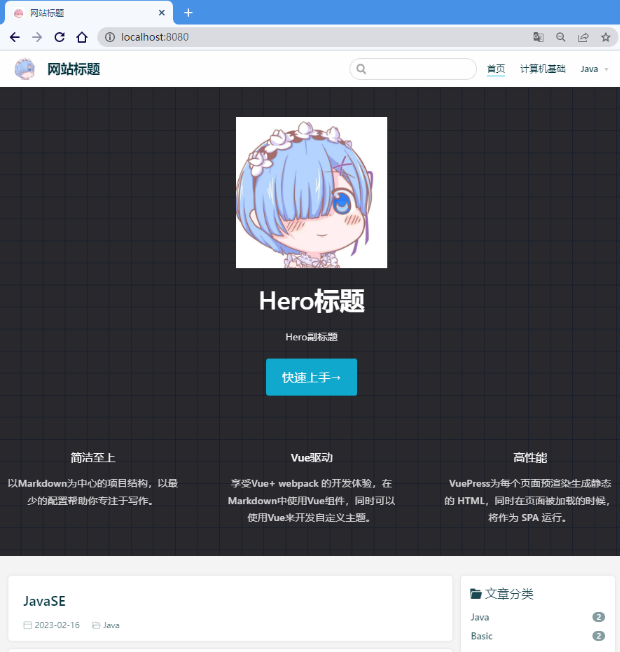 网站标题
localhost:8080
网站标题
首页 计算机基础 Java
Hero标题
Hero副标题
快速上手→
简洁至上
以Markdown为中心的项目结构，以最
少的配置帮助你专注于写作。
Vue驱动
享受Vue+ webpack 的开发体验，在
Markdown中使用Vue组件，同时可以
使用Vue来开发自定义主题。
高性能
VuePress为每个页面预渲染生成静态
的 HTML，同时在页面被加载的时候，
将作为 SPA 运行。
JavaSE
2023-02-16 Java
文章分类
Java 2
Basic 2